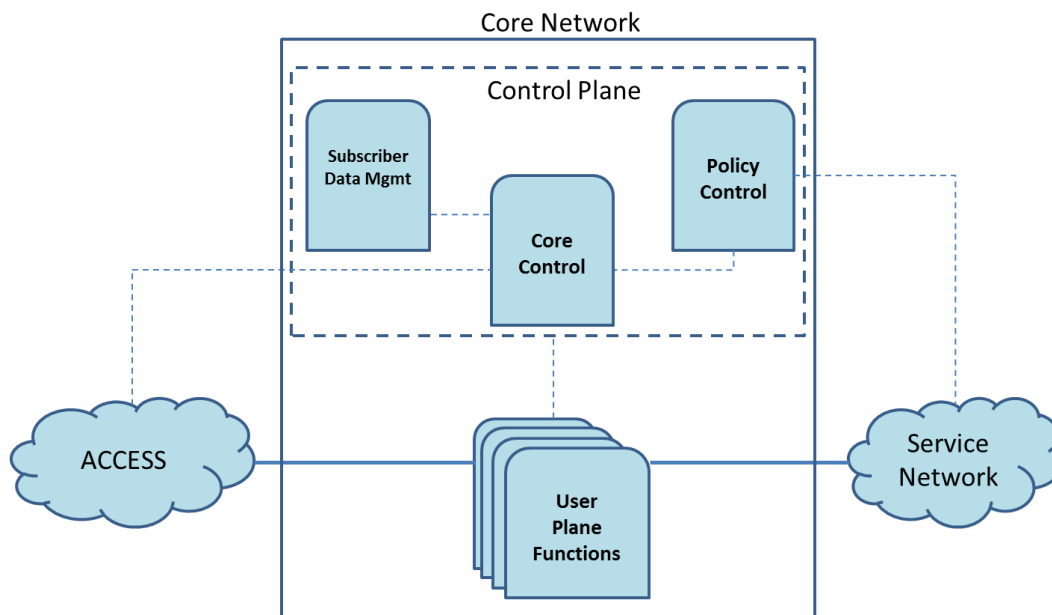 Core Network
Control Plane
Subscriber
Data Mgmt
Policy
Control
Core
Control
ACCESS
Service
Network
User
Plane
Functions